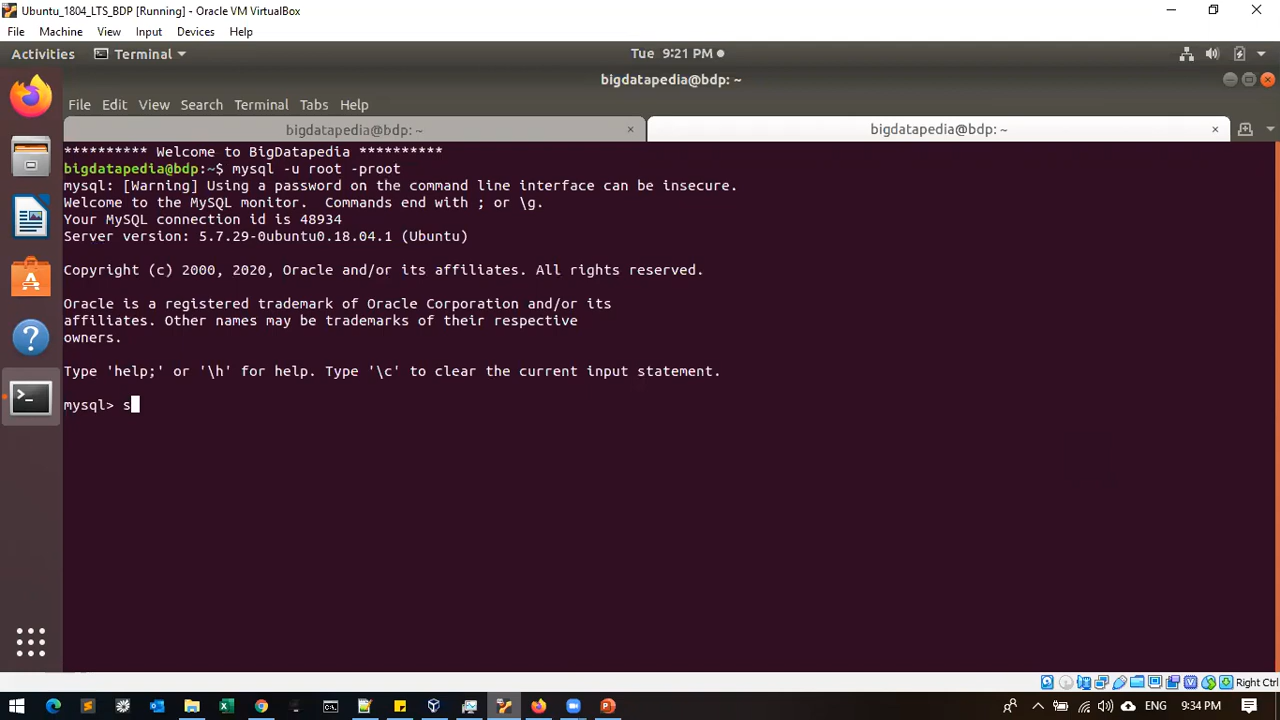 Ubuntu_1804_LTS_BDP [Running] - Oracle VM VirtualBox
File Machine View Input Devices Help
Activities Terminal Tue 9:21 PM
bigdatapedia@bdp: ~
File Edit View Search Terminal Tabs Help
bigdatapedia@bdp: ~ × bigdatapedia@bdp: ~ ×
********** Welcome to BigDatapedia **********
bigdatapedia@bdp:~$ mysql -u root -proot
mysql: [Warning] Using a password on the command line interface can be insecure.
Welcome to the MySQL monitor.  Commands end with ; or \g.
Your MySQL connection id is 48934
Server version: 5.7.29-0ubuntu0.18.04.1 (Ubuntu)
Copyright (c) 2000, 2020, Oracle and/or its affiliates. All rights reserved.
Oracle is a registered trademark of Oracle Corporation and/or its
affiliates. Other names may be trademarks of their respective
owners.
Type 'help;' or '\h' for help. Type '\c' to clear the current input statement.
mysql> s
Right Ctrl
ENG 9:34 PM